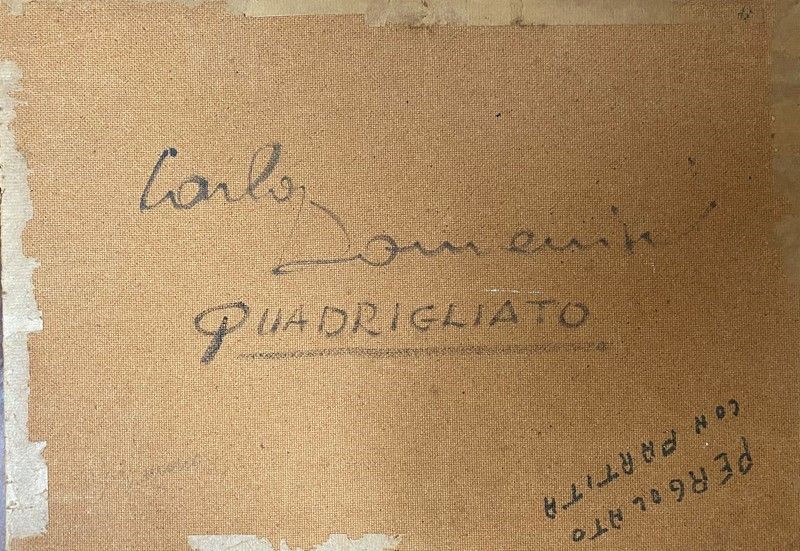 Carlo
Domenici
QUADRIGLIATO
PERGOLATO
CON PARTITA